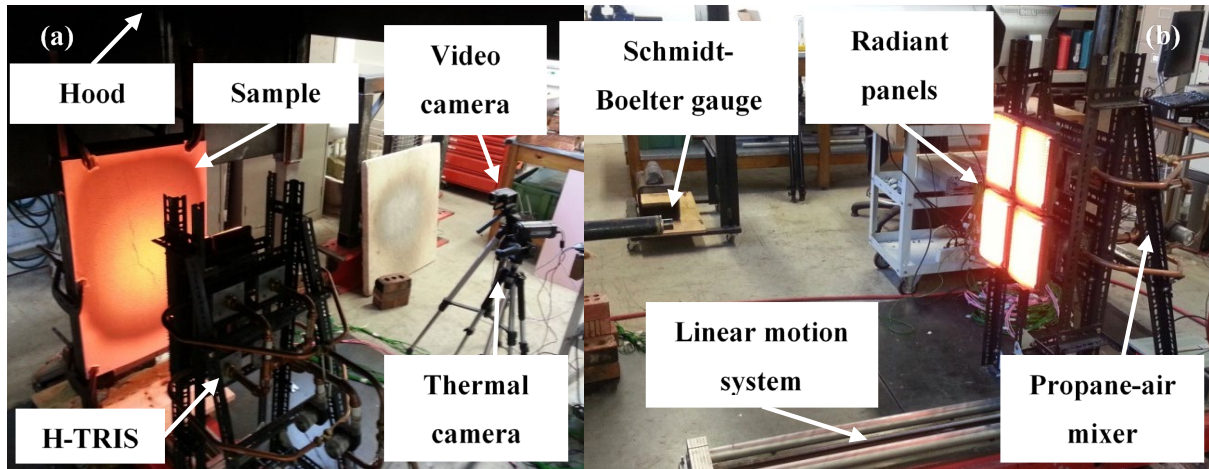 (a)
Hood
Sample
Video
camera
H-TRIS
Thermal
camera
Schmidt-
Boelter gauge
Radiant
panels
(b)
Linear motion
system
Propane-air
mixer